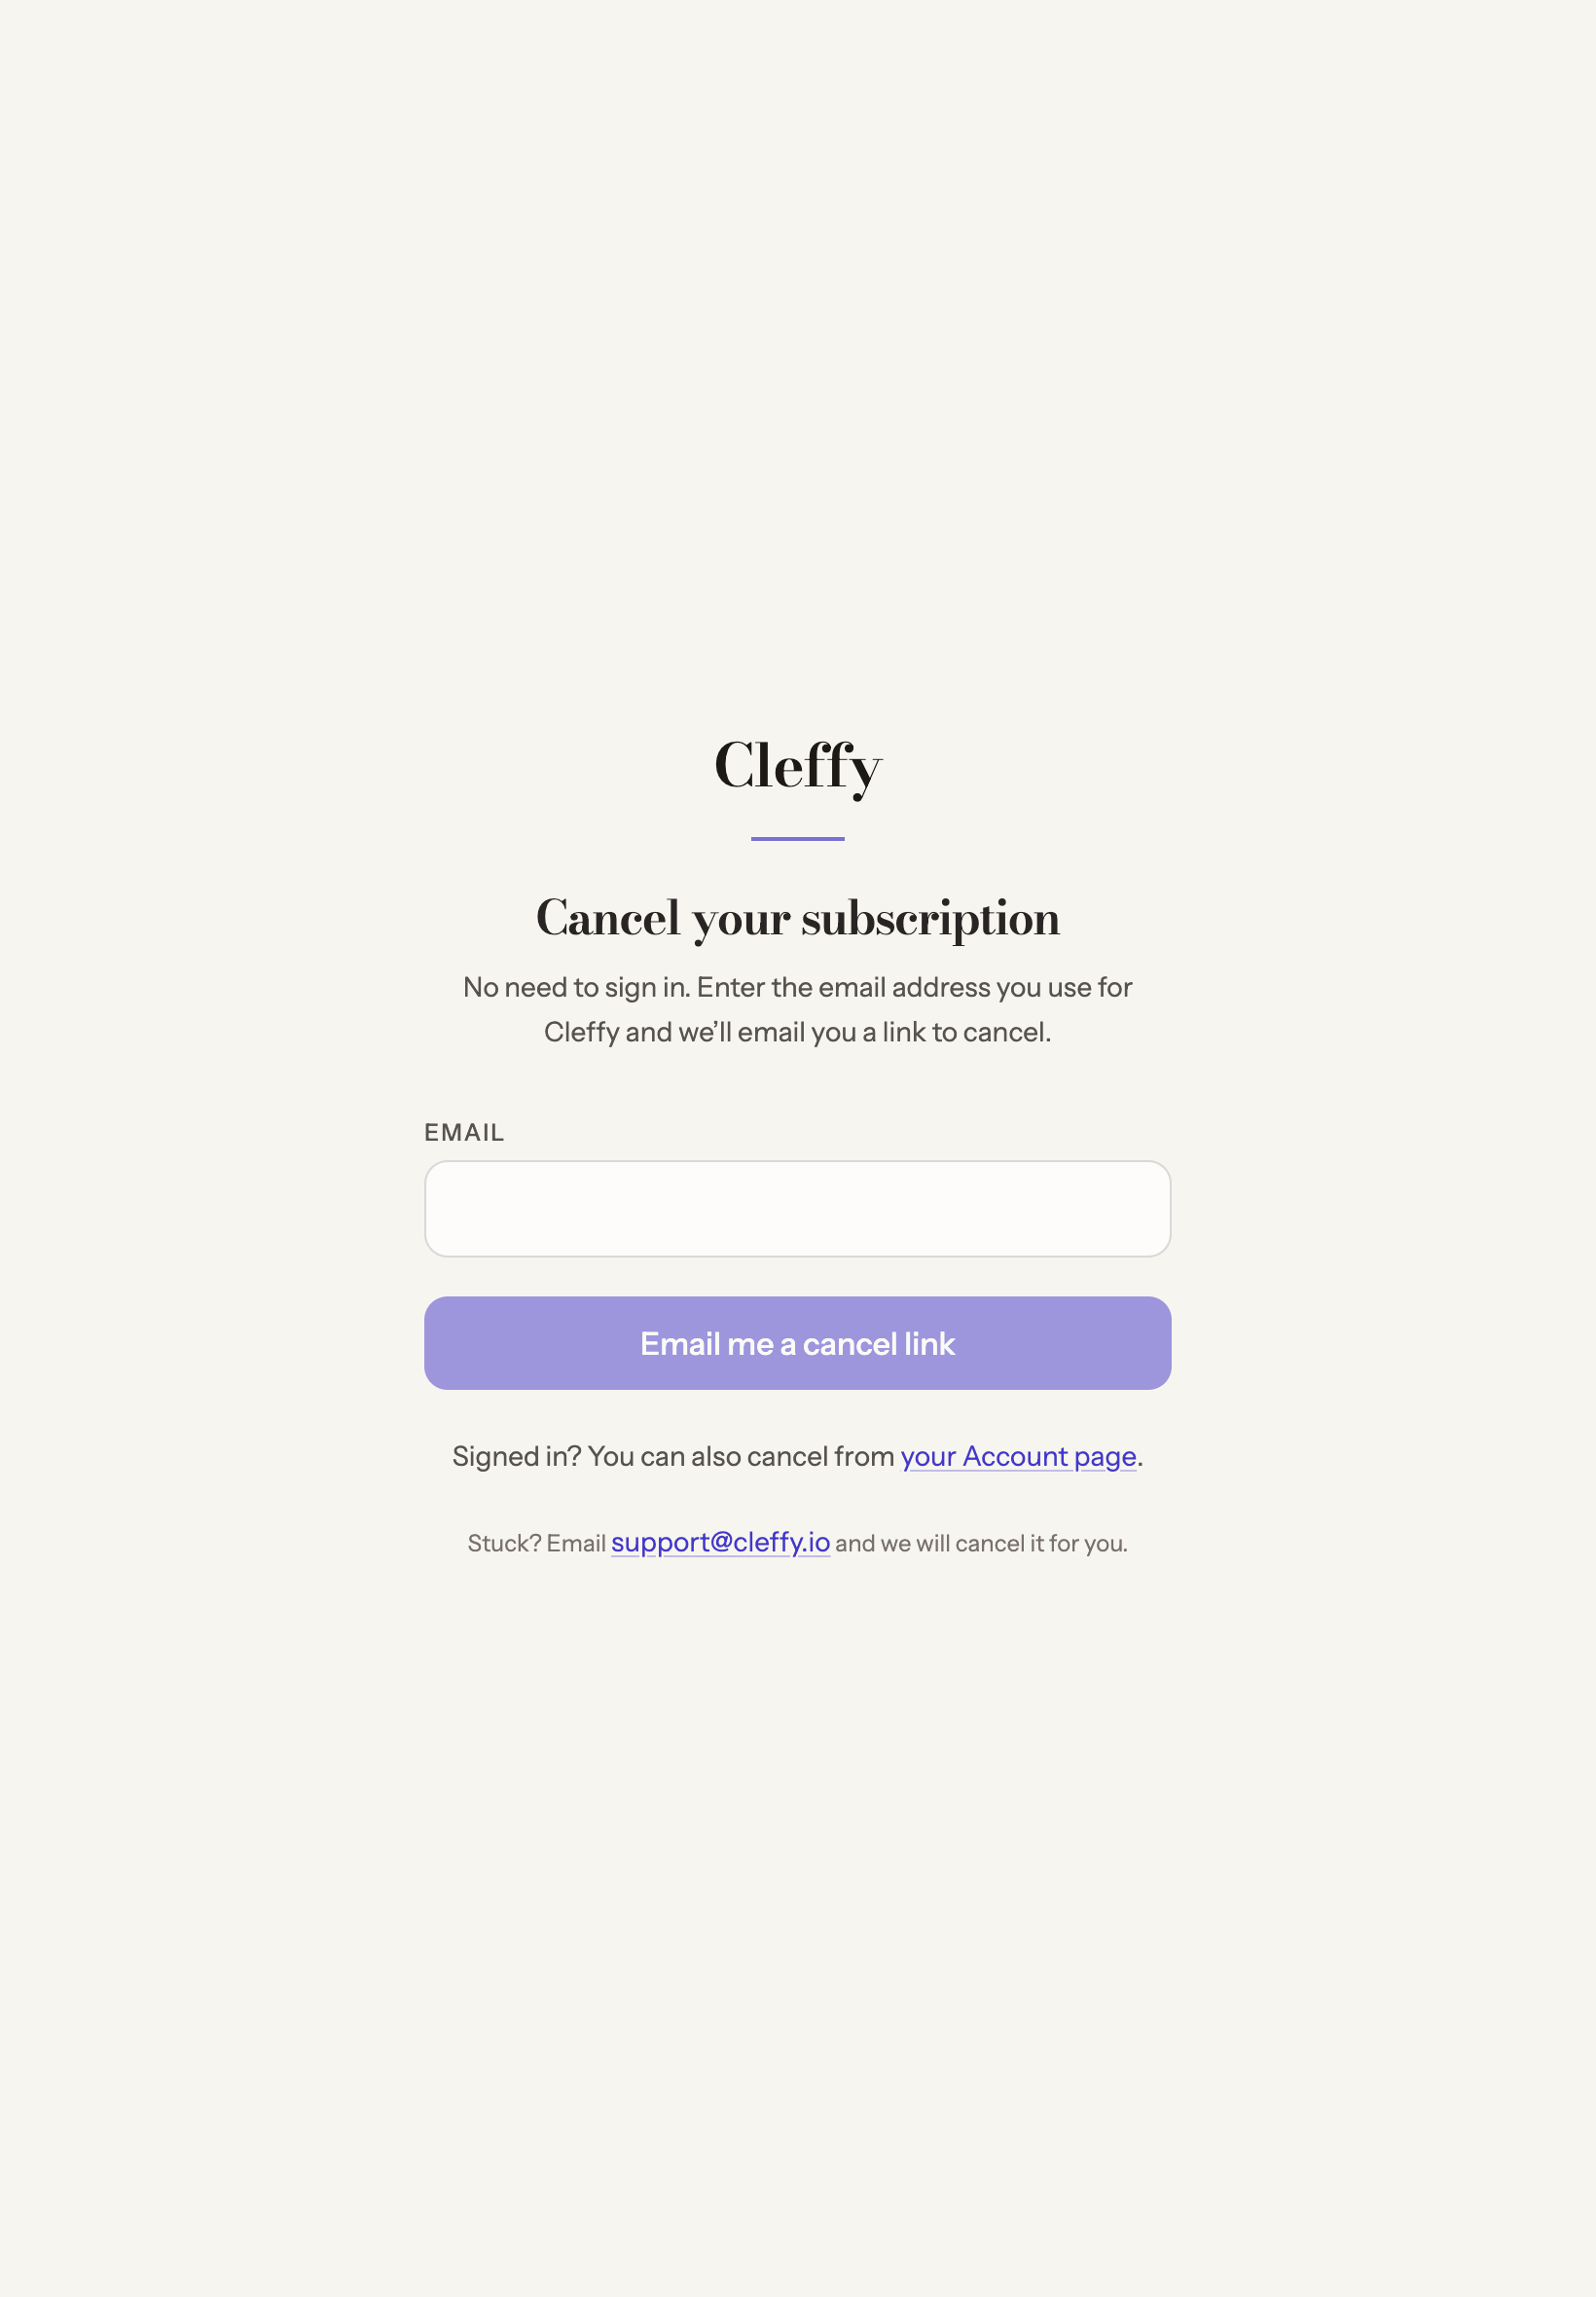 Cleffy
Cancel your subscription
No need to sign in. Enter the email address you use for
Cleffy and we’ll email you a link to cancel.
EMAIL
Email me a cancel link
Signed in? You can also cancel from your Account page.
Stuck? Email support@cleffy.io and we will cancel it for you.